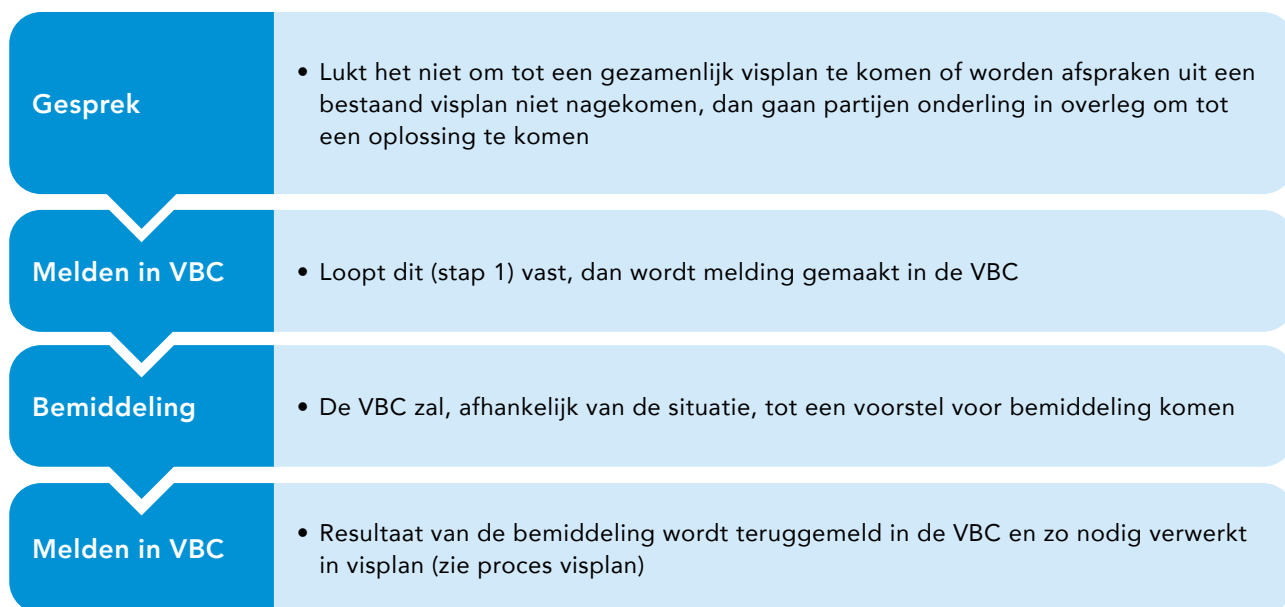 Gesprek
• Lukt het niet om tot een gezamenlijk visplan te komen of worden afspraken uit een
bestaand visplan niet nagekomen, dan gaan partijen onderling in overleg om tot
een oplossing te komen
Melden in VBC
• Loopt dit (stap 1) vast, dan wordt melding gemaakt in de VBC
Bemiddeling
• De VBC zal, afhankelijk van de situatie, tot een voorstel voor bemiddeling komen
Melden in VBC
• Resultaat van de bemiddeling wordt teruggemeld in de VBC en zo nodig verwerkt
in visplan (zie proces visplan)